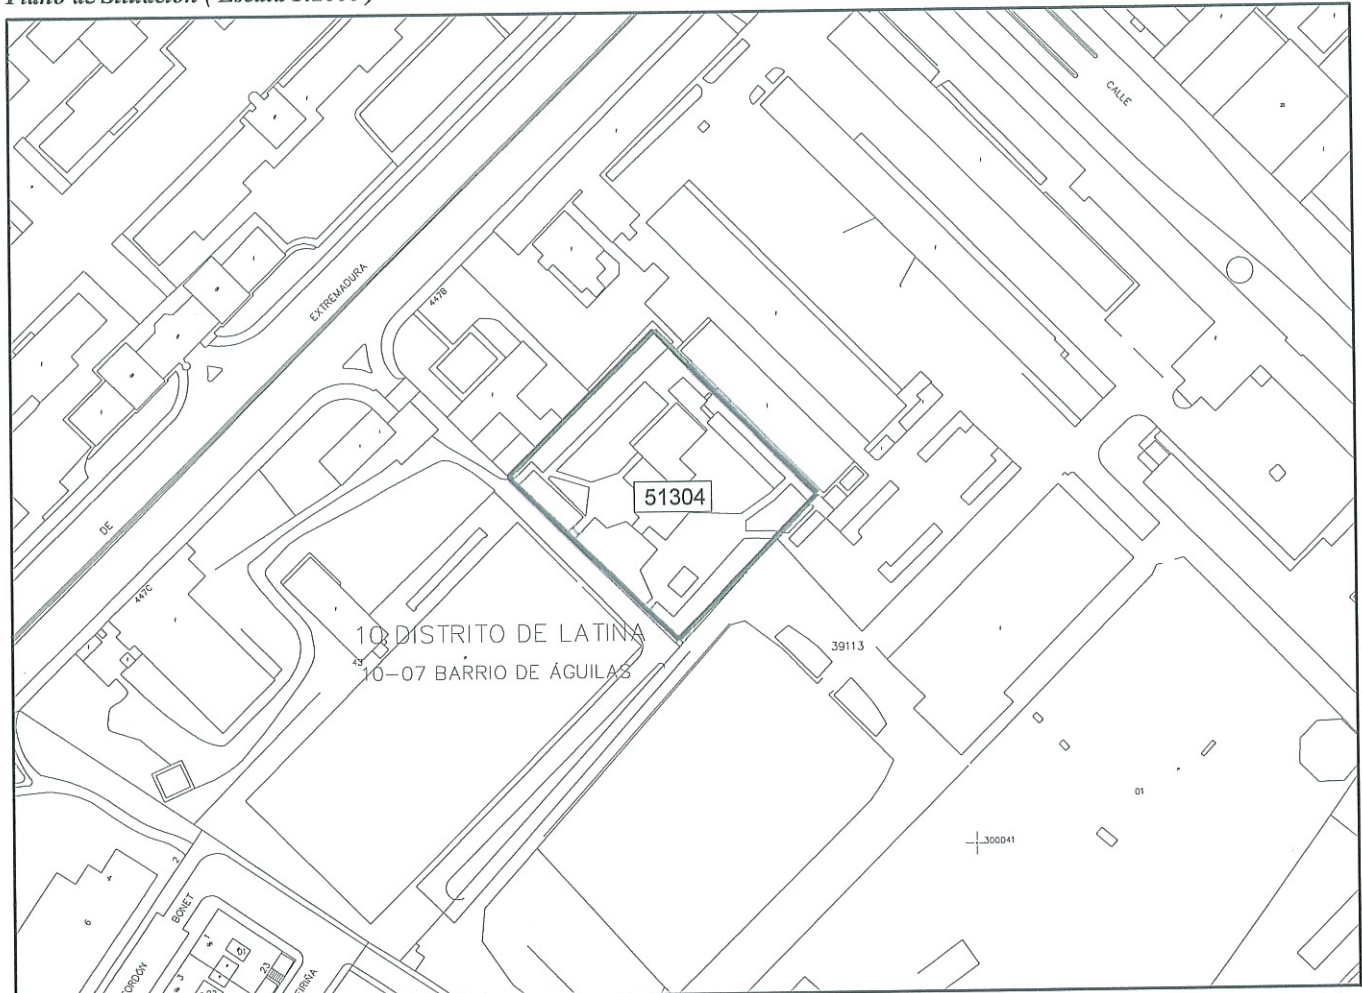 Plano de Situación ( Escala 1:2000 )
CALLE
EXTREMADURA
447B
DE
51304
447C
10 DISTRITO DE LATINA
39113
43
10-07 BARRIO DE ÁGUILAS
01
300041
2
4
6
BONET
23
3